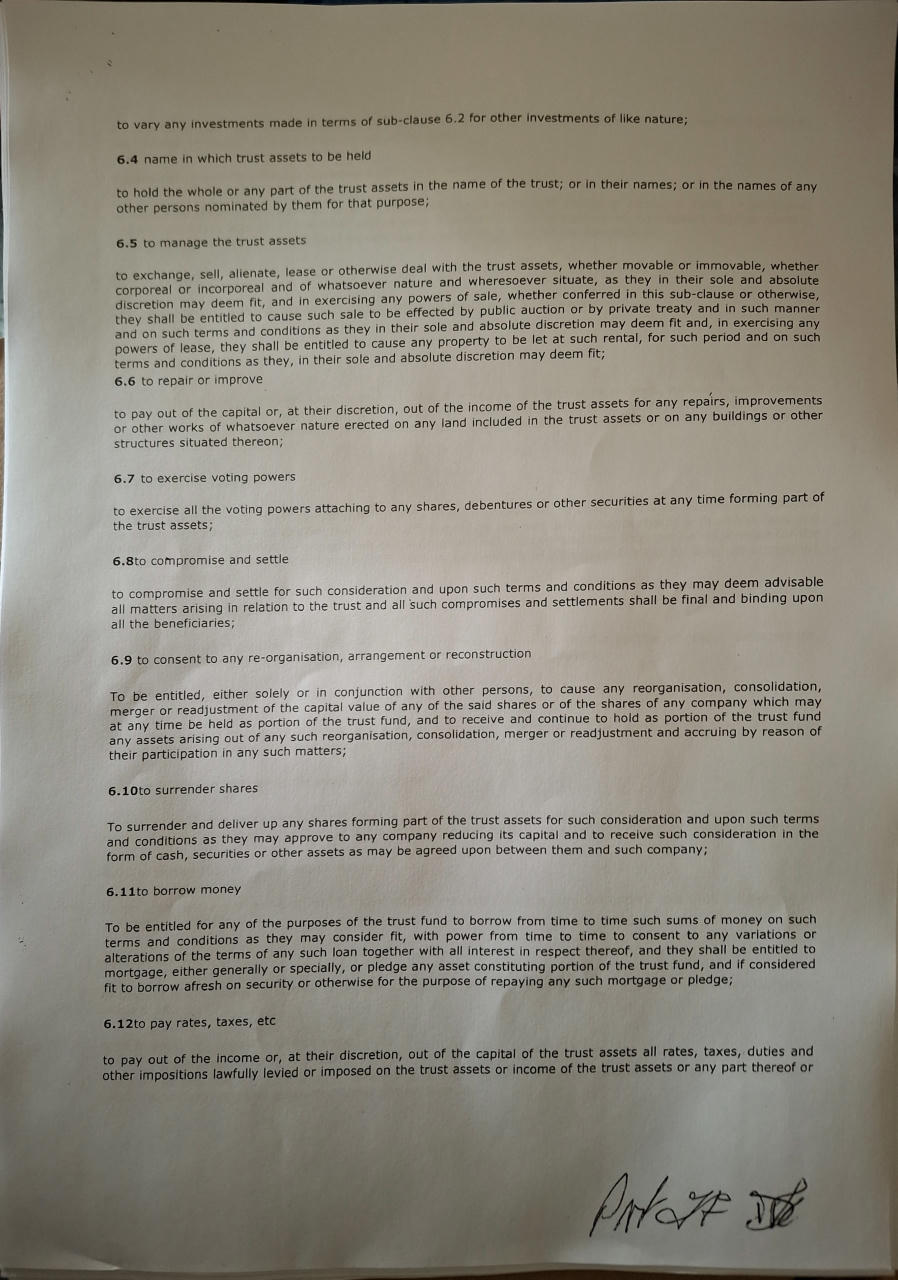 to vary any investments made in terms of sub-clause 6.2 for other investments of like nature;
6.4 name in which trust assets to be held
to hold the whole or any part of the trust assets in the name of the trust; or in their names; or in the names of any
other persons nominated by them for that purpose;
6.5 to manage the trust assets
to exchange, sell, alienate, lease or otherwise deal with the trust assets, whether movable or immovable, whether
corporeal or incorporeal and of whatsoever nature and wheresoever situate, as they in their sole and absolute
discretion may deem fit, and in exercising any powers of sale, whether conferred in this sub-clause or otherwise,
they shall be entitled to cause such sale to be effected by public auction or by private treaty and in such manner
and on such terms and conditions as they in their sole and absolute discretion may deem fit and, in exercising any
powers of lease, they shall be entitled to cause any property to be let at such rental, for such period and on such
terms and conditions as they, in their sole and absolute discretion may deem fit;
6.6 to repair or improve
to pay out of the capital or, at their discretion, out of the income of the trust assets for any repairs, improvements
or other works of whatsoever nature erected on any land included in the trust assets or on any buildings or other
structures situated thereon;
6.7 to exercise voting powers
to exercise all the voting powers attaching to any shares, debentures or other securities at any time forming part of
the trust assets;
6.8to compromise and settle
to compromise and settle for such consideration and upon such terms and conditions as they may deem advisable
all matters arising in relation to the trust and all such compromises and settlements shall be final and binding upon
all the beneficiaries;
6.9 to consent to any re-organisation, arrangement or reconstruction
To be entitled, either solely or in conjunction with other persons, to cause any reorganisation, consolidation,
merger or readjustment of the capital value of any of the said shares or of the shares of any company which may
at any time be held as portion of the trust fund, and to receive and continue to hold as portion of the trust fund
any assets arising out of any such reorganisation, consolidation, merger or readjustment and accruing by reason of
their participation in any such matters;
6.10to surrender shares
To surrender and deliver up any shares forming part of the trust assets for such consideration and upon such terms
and conditions as they may approve to any company reducing its capital and to receive such consideration in the
form of cash, securities or other assets as may be agreed upon between them and such company;
6.11to borrow money
To be entitled for any of the purposes of the trust fund to borrow from time to time such sums of money on such
terms and conditions as they may consider fit, with power from time to time to consent to any variations or
alterations of the terms of any such loan together with all interest in respect thereof, and they shall be entitled to
mortgage, either generally or specially, or pledge any asset constituting portion of the trust fund, and if considered
fit to borrow afresh on security or otherwise for the purpose of repaying any such mortgage or pledge;
6.12to pay rates, taxes, etc
to pay out of the income or, at their discretion, out of the capital of the trust assets all rates, taxes, duties and
other impositions lawfully levied or imposed on the trust assets or income of the trust assets or any part thereof or